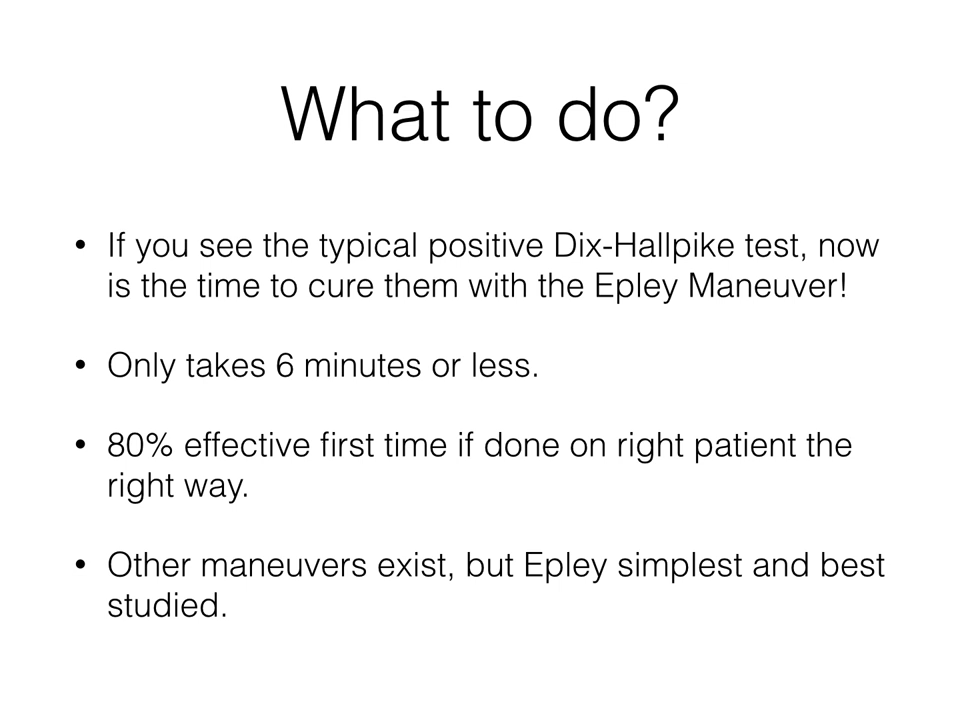 What to do?
• If you see the typical positive Dix-Hallpike test, now
is the time to cure them with the Epley Maneuver!
• Only takes 6 minutes or less.
• 80% effective first time if done on right patient the
right way.
• Other maneuvers exist, but Epley simplest and best
studied.